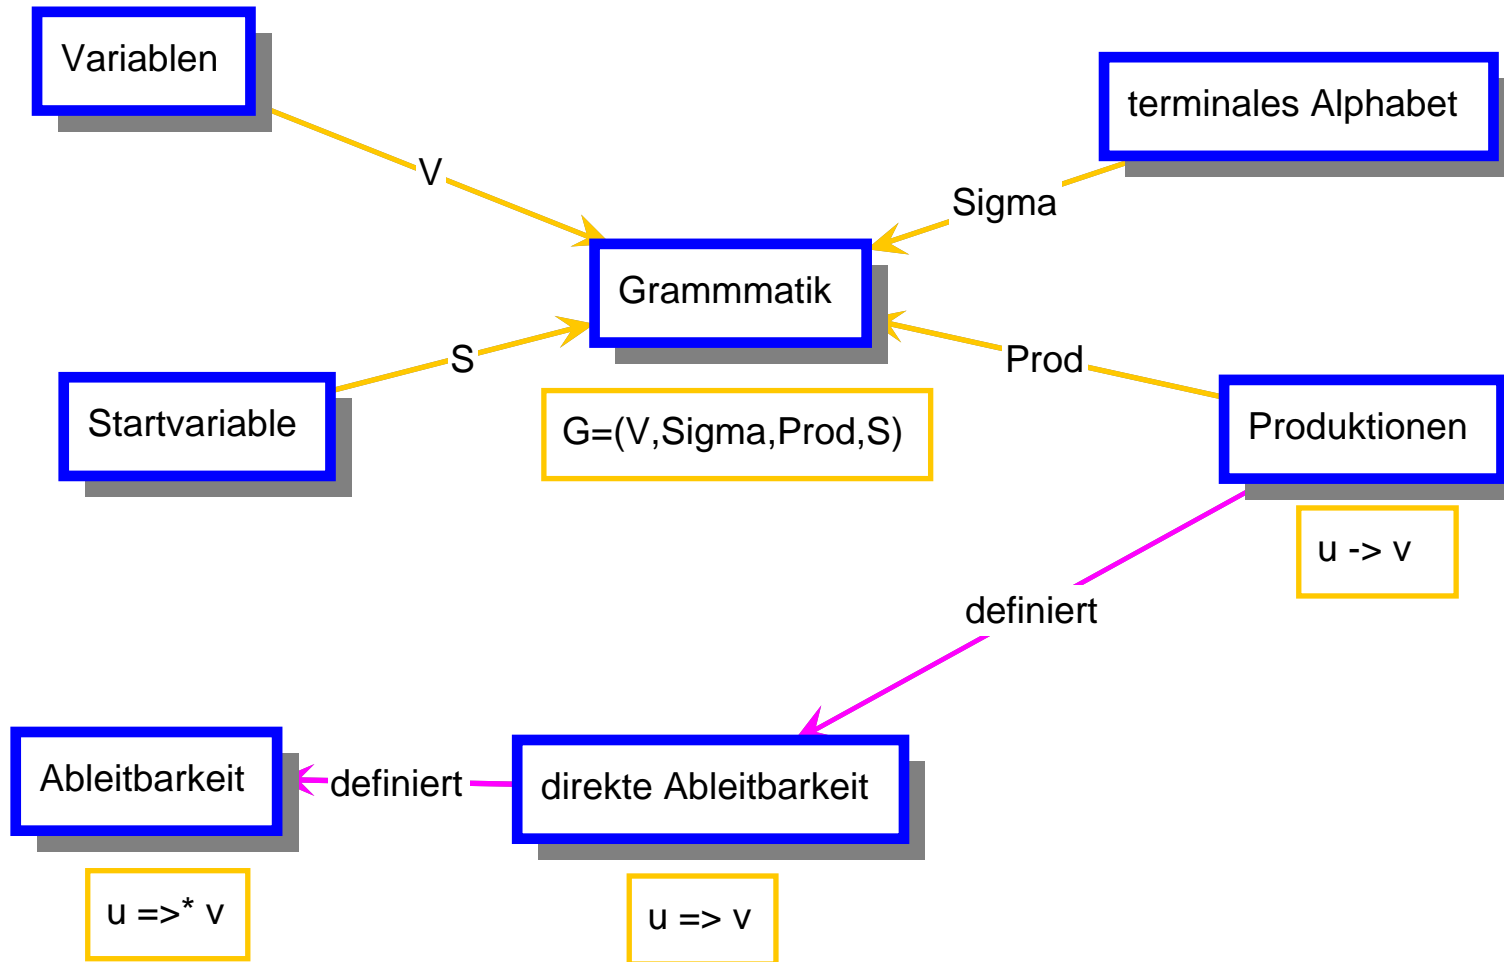 Variablen
terminales Alphabet
V
Sigma
Grammmatik
S
Prod
Startvariable
G=(V,Sigma,Prod,S)
Produktionen
u -> v
definiert
Ableitbarkeit
definiert
direkte Ableitbarkeit
u =>* v
u => v